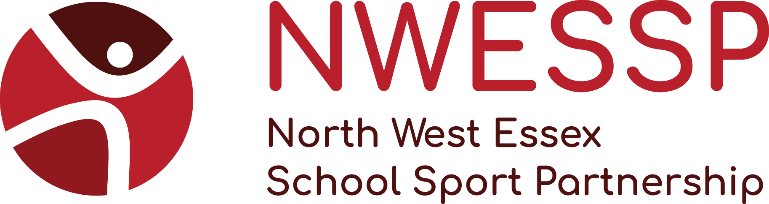 NWESSP
North West Essex
School Sport Partnership